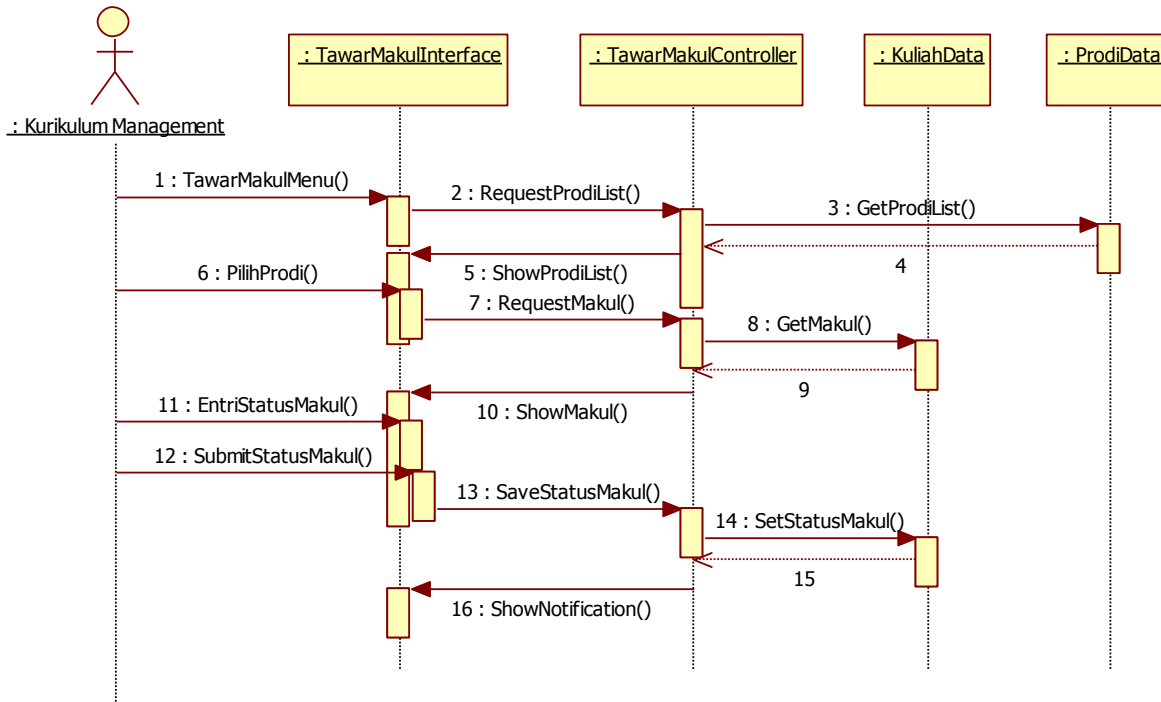 : TawarMakulInterface
: TawarMakulController
: KuliahData
: ProdiData
: Kurikulum Management
1 : TawarMakulMenu()
2 : RequestProdiList()
3 : GetProdiList()
4
5 : ShowProdiList()
6 : PilihProdi()
7 : RequestMakul()
8 : GetMakul()
9
10 : ShowMakul()
11 : EntriStatusMakul()
12 : SubmitStatusMakul()
13 : SaveStatusMakul()
14 : SetStatusMakul()
15
16 : ShowNotification()